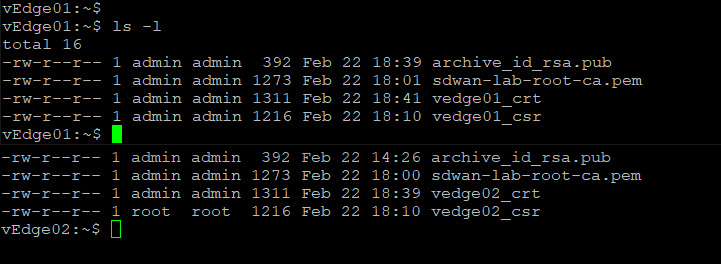 vEdge01:~$
vEdge01:~$ ls -l
total 16
-rw-r--r-- 1 admin admin  392 Feb 22 18:39 archive_id_rsa.pub
-rw-r--r-- 1 admin admin 1273 Feb 22 18:01 sdwan-lab-root-ca.pem
-rw-r--r-- 1 admin admin 1311 Feb 22 18:41 vedge01_crt
-rw-r--r-- 1 admin admin 1216 Feb 22 18:10 vedge01_csr
vEdge01:~$
-rw-r--r-- 1 admin admin  392 Feb 22 14:26 archive_id_rsa.pub
-rw-r--r-- 1 admin admin 1273 Feb 22 18:00 sdwan-lab-root-ca.pem
-rw-r--r-- 1 admin admin 1311 Feb 22 18:39 vedge02_crt
-rw-r--r-- 1 root  root  1216 Feb 22 18:10 vedge02_csr
vEdge02:~$